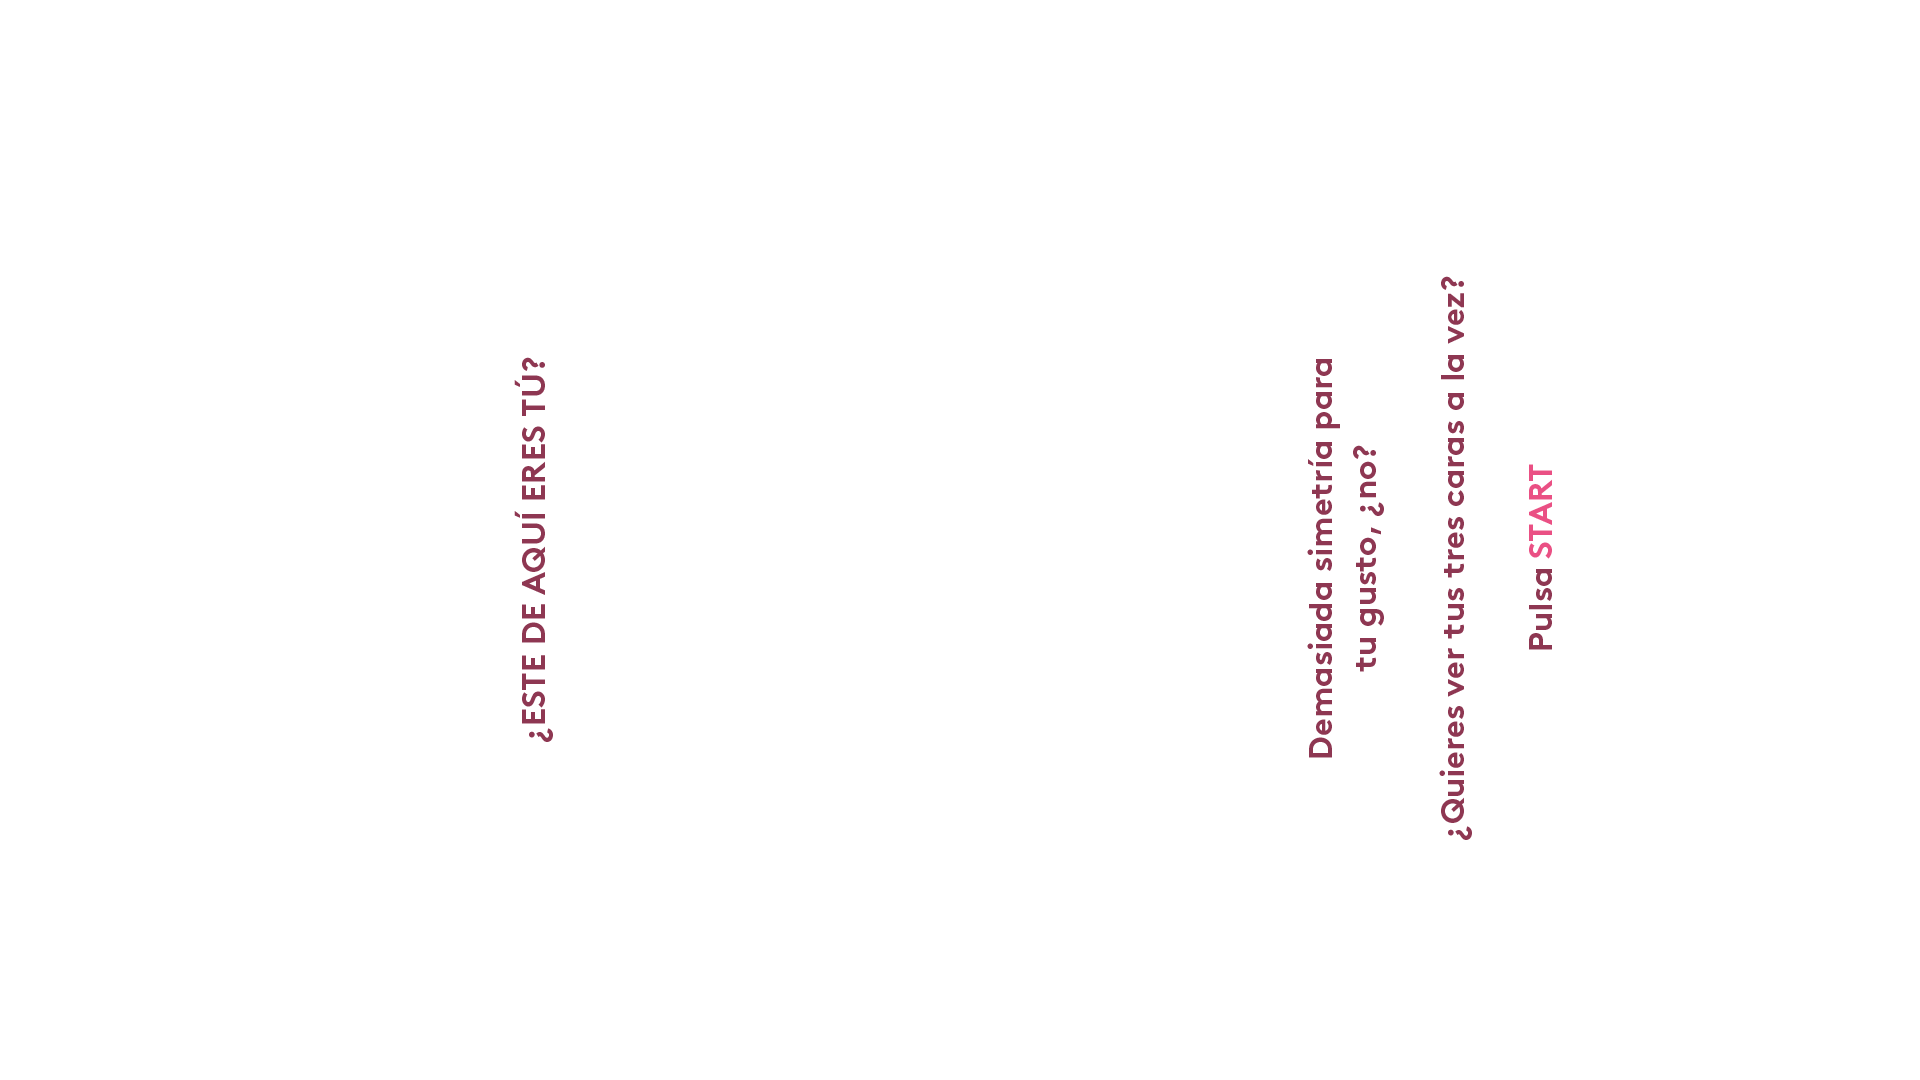 ¿ESTE DE AQUÍ ERES TÚ?
Demasiada simetría para
tu gusto, ¿no?
¿Quieres ver tus tres caras a la vez?
Pulsa START